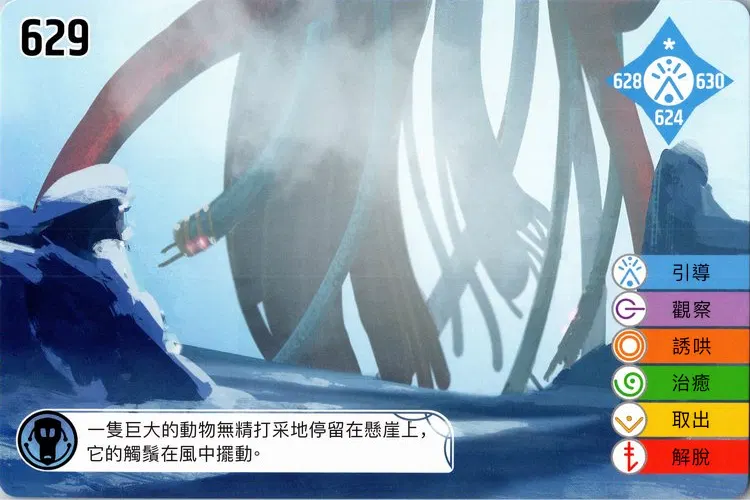 629
*
628 630
624
引導
觀察
誘哄
治癒
取出
解脫
一隻巨大的動物無精打采地停留在懸崖上，
它的觸鬚在風中擺動。